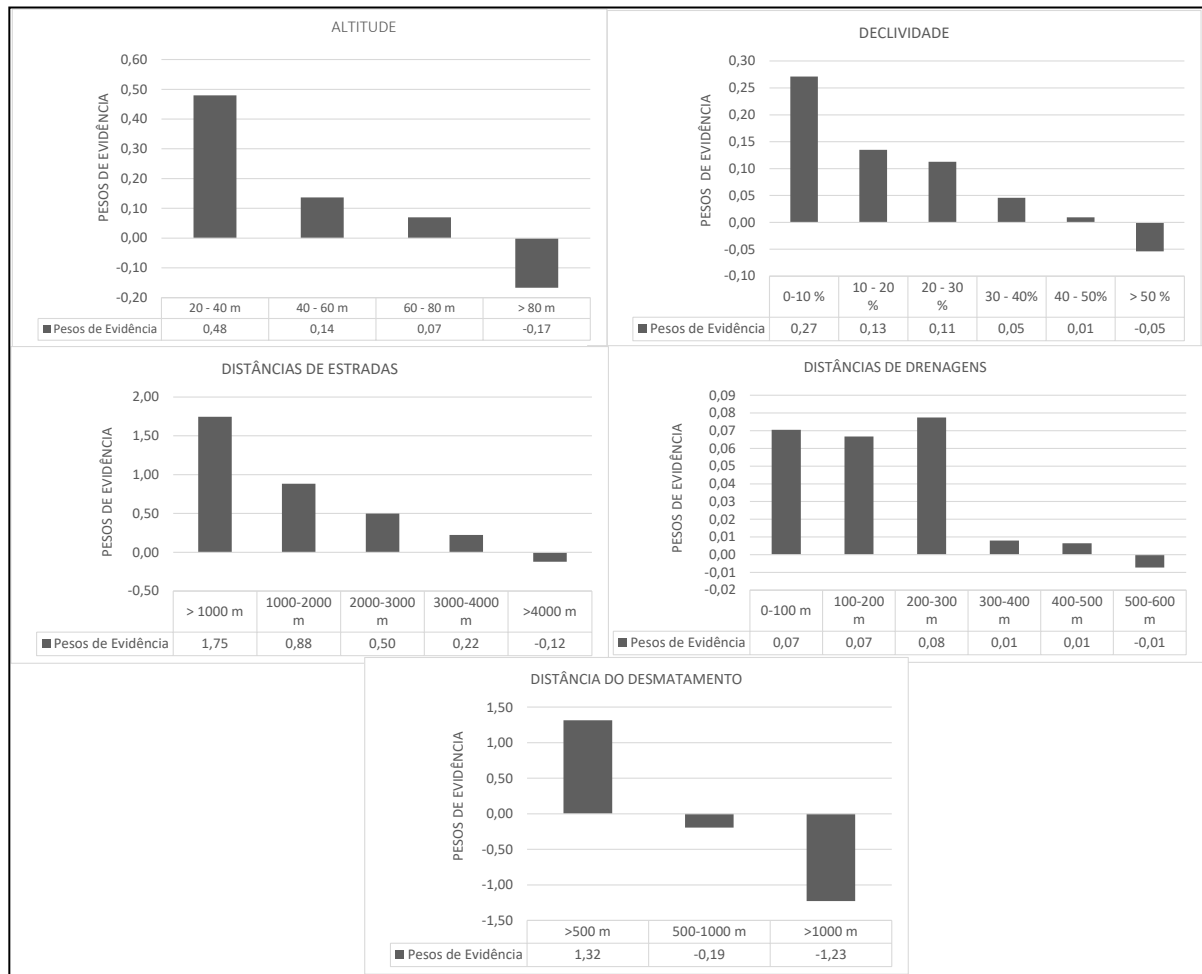 ALTITUDE
PESOS DE EVIDÊNCIA
0,60
0,50
0,40
0,30
0,20
0,10
0,00
-0,10
-0,20
20 - 40 m 40 - 60 m 60 - 80 m > 80 m
Pesos de Evidência 0,48 0,14 0,07 -0,17
DECLIVIDADE
PESOS DE EVIDÊNCIA
0,30
0,25
0,20
0,15
0,10
0,05
0,00
-0,05
-0,10
0-10 % 10 - 20 % 20 - 30 % 30 - 40% 40 - 50% > 50 %
Pesos de Evidência 0,27 0,13 0,11 0,05 0,01 -0,05
DISTÂNCIAS DE ESTRADAS
PESOS DE EVIDÊNCIA
2,00
1,50
1,00
0,50
0,00
-0,50
> 1000 m 1000-2000 m 2000-3000 m 3000-4000 m >4000 m
Pesos de Evidência 1,75 0,88 0,50 0,22 -0,12
DISTÂNCIAS DE DRENAGENS
PESOS DE EVIDÊNCIA
0,09
0,08
0,07
0,06
0,05
0,04
0,03
0,02
0,01
0,00
-0,01
-0,02
0-100 m 100-200 m 200-300 m 300-400 m 400-500 m 500-600 m
Pesos de Evidência 0,07 0,07 0,08 0,01 0,01 -0,01
DISTÂNCIA DO DESMATAMENTO
PESOS DE EVIDÊNCIA
1,50
1,00
0,50
0,00
-0,50
-1,00
-1,50
>500 m 500-1000 m >1000 m
Pesos de Evidência 1,32 -0,19 -1,23